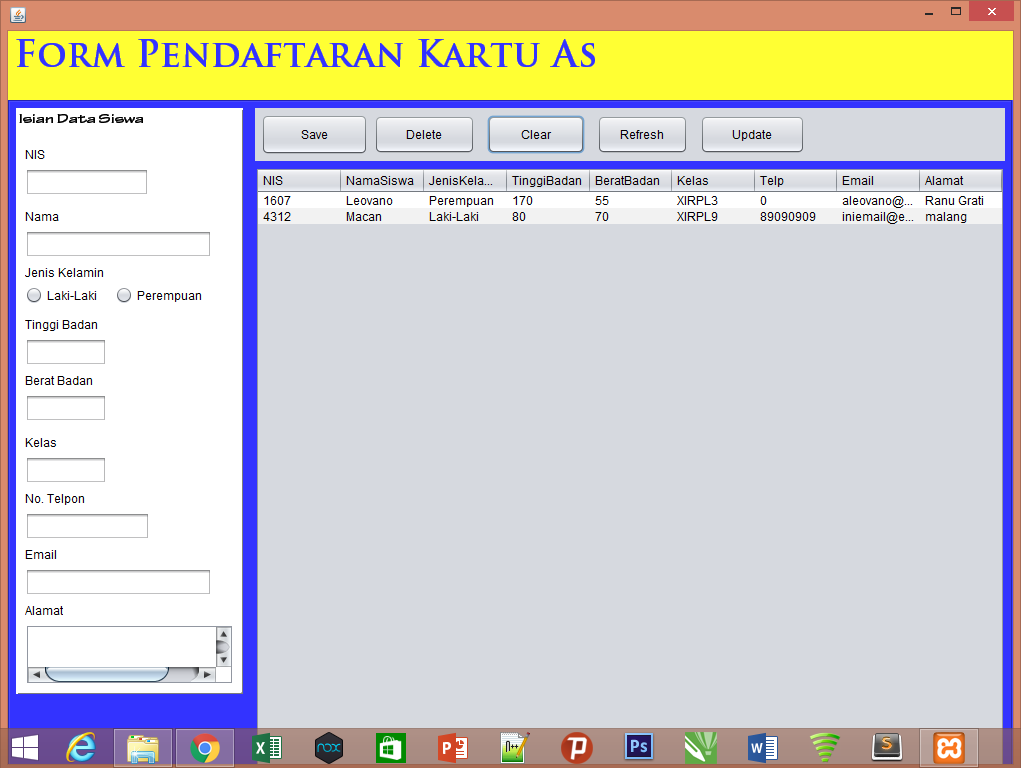 Form Pendaftaran Kartu As
Isian Data Siswa
NIS
Nama
Jenis Kelamin
Laki-Laki Perempuan
Tinggi Badan
Berat Badan
Kelas
No. Telpon
Email
Alamat
Save Delete Clear Refresh Update
NIS NamaSiswa JenisKela... TinggiBadan BeratBadan Kelas Telp Email Alamat
1607 Leovano Perempuan 170 55 XIRPL3 0 aleovano@... Ranu Grati
4312 Macan Laki-Laki 80 70 XIRPL9 89090909 iniemail@e... malang
nox
Ps